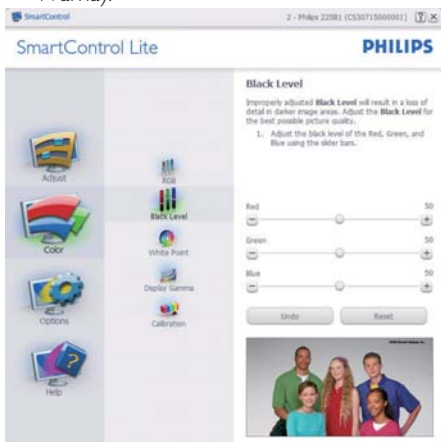 SmartControl
2 - Philips 225B1 (CS30715000001)
SmartControl Lite
PHILIPS
Adjust
Color
Options
Help
RGB
Black Level
White Point
Display Gamma
Calibration
Black Level
Improperly adjusted Black Level will result in a loss of
detail in darker image areas. Adjust the Black Level for
the best possible picture quality.
1. Adjust the black level of the Red, Green, and
Blue using the slider bars.
Red 50
Green 50
Blue 50
Undo Reset